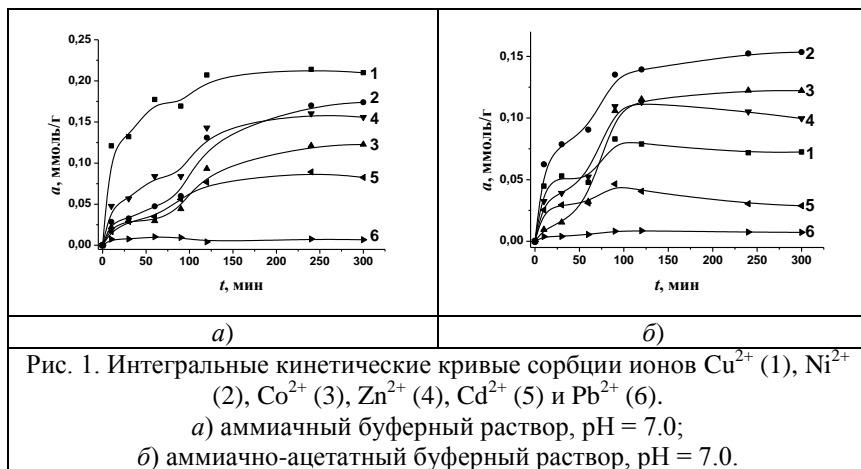 0,25
0,20
0,15
0,10
0,05
0,00
a, ммоль/г
0 50 100 150 200 250 300
t, мин
1
2
4
3
5
6
0,15
0,10
0,05
0,00
a, ммоль/г
0 50 100 150 200 250 300
t, мин
2
3
4
1
5
6
а) б)
Рис. 1. Интегральные кинетические кривые сорбции ионов Cu²⁺ (1), Ni²⁺
(2), Co²⁺ (3), Zn²⁺ (4), Cd²⁺ (5) и Pb²⁺ (6).
а) аммиачный буферный раствор, pH = 7.0;
б) аммиачно-ацетатный буферный раствор, pH = 7.0.